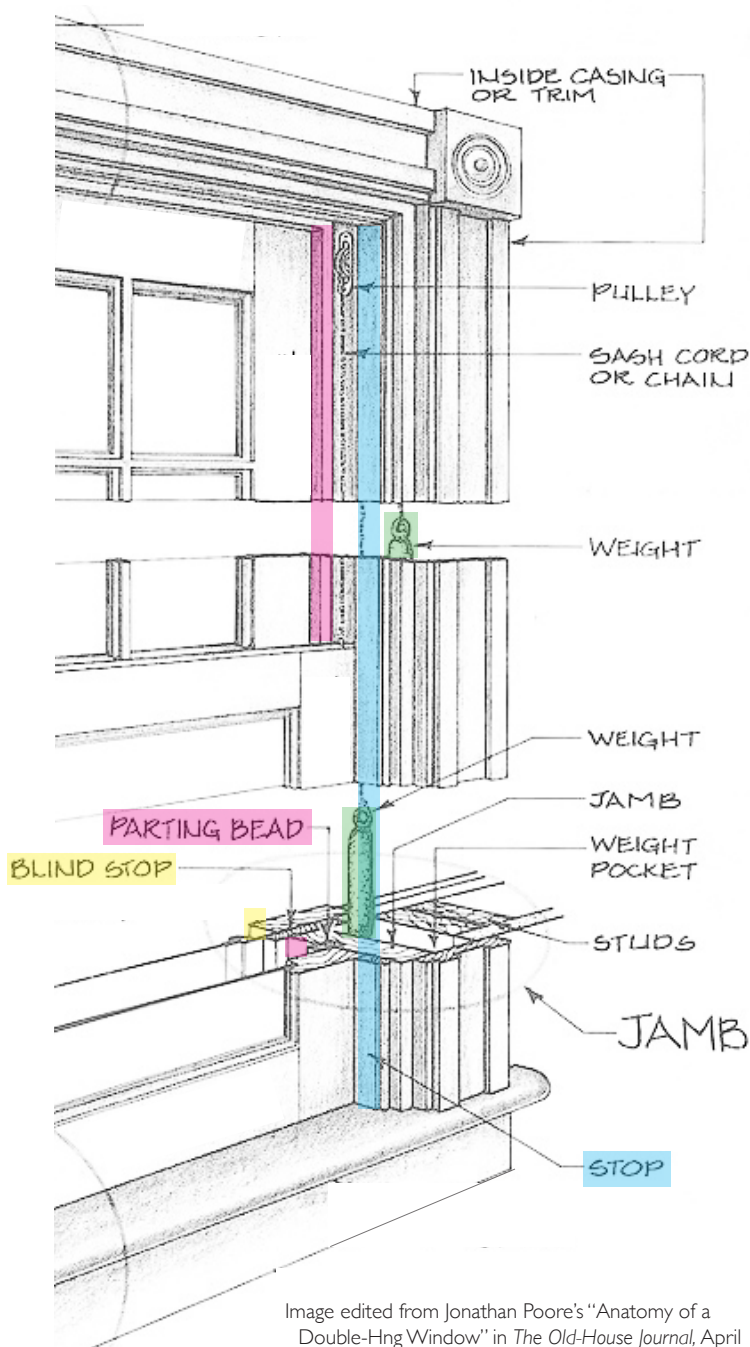 INSIDE CASING
OR TRIM
PULLEY
SASH CORD
OR CHAIN
WEIGHT
WEIGHT
JAMB
PARTING BEAD
WEIGHT
POCKET
BLIND STOP
STUDS
JAMB
STOP
Image edited from Jonathan Poore's “Anatomy of a
Double-Hng Window” in The Old-House Journal, April